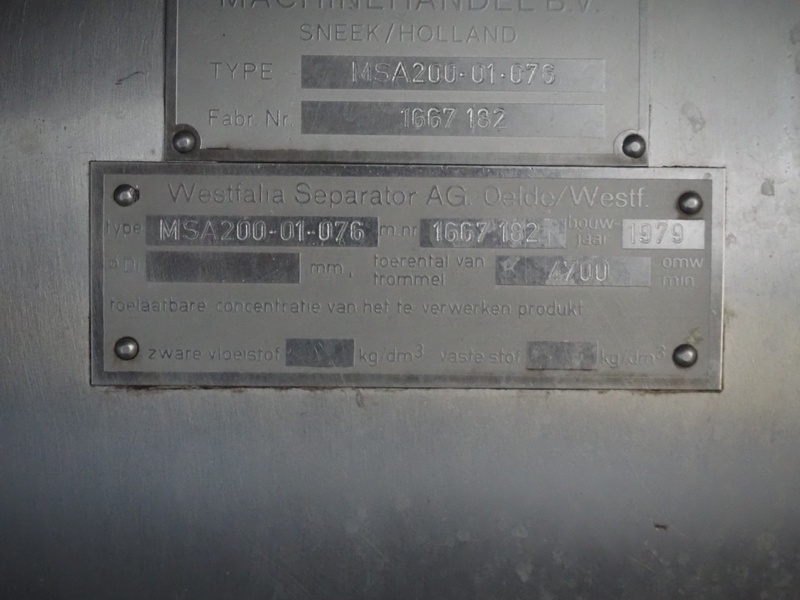 MACHINEHANDEL B.V.
SNEEK/HOLLAND
TYPE MSA200-01-076
Fabr. Nr. 1667 182
Westfalia Separator AG. Oelde/Westf.
type MSA200-01-076 m.nr. 1667 182 bouwjaar 1979
mm, toerental van trommel 4700 omw min
toelaatbare concentratie van het te verwerken produkt
zware vloeistof kg/dm³ vaste stof kg/dm³